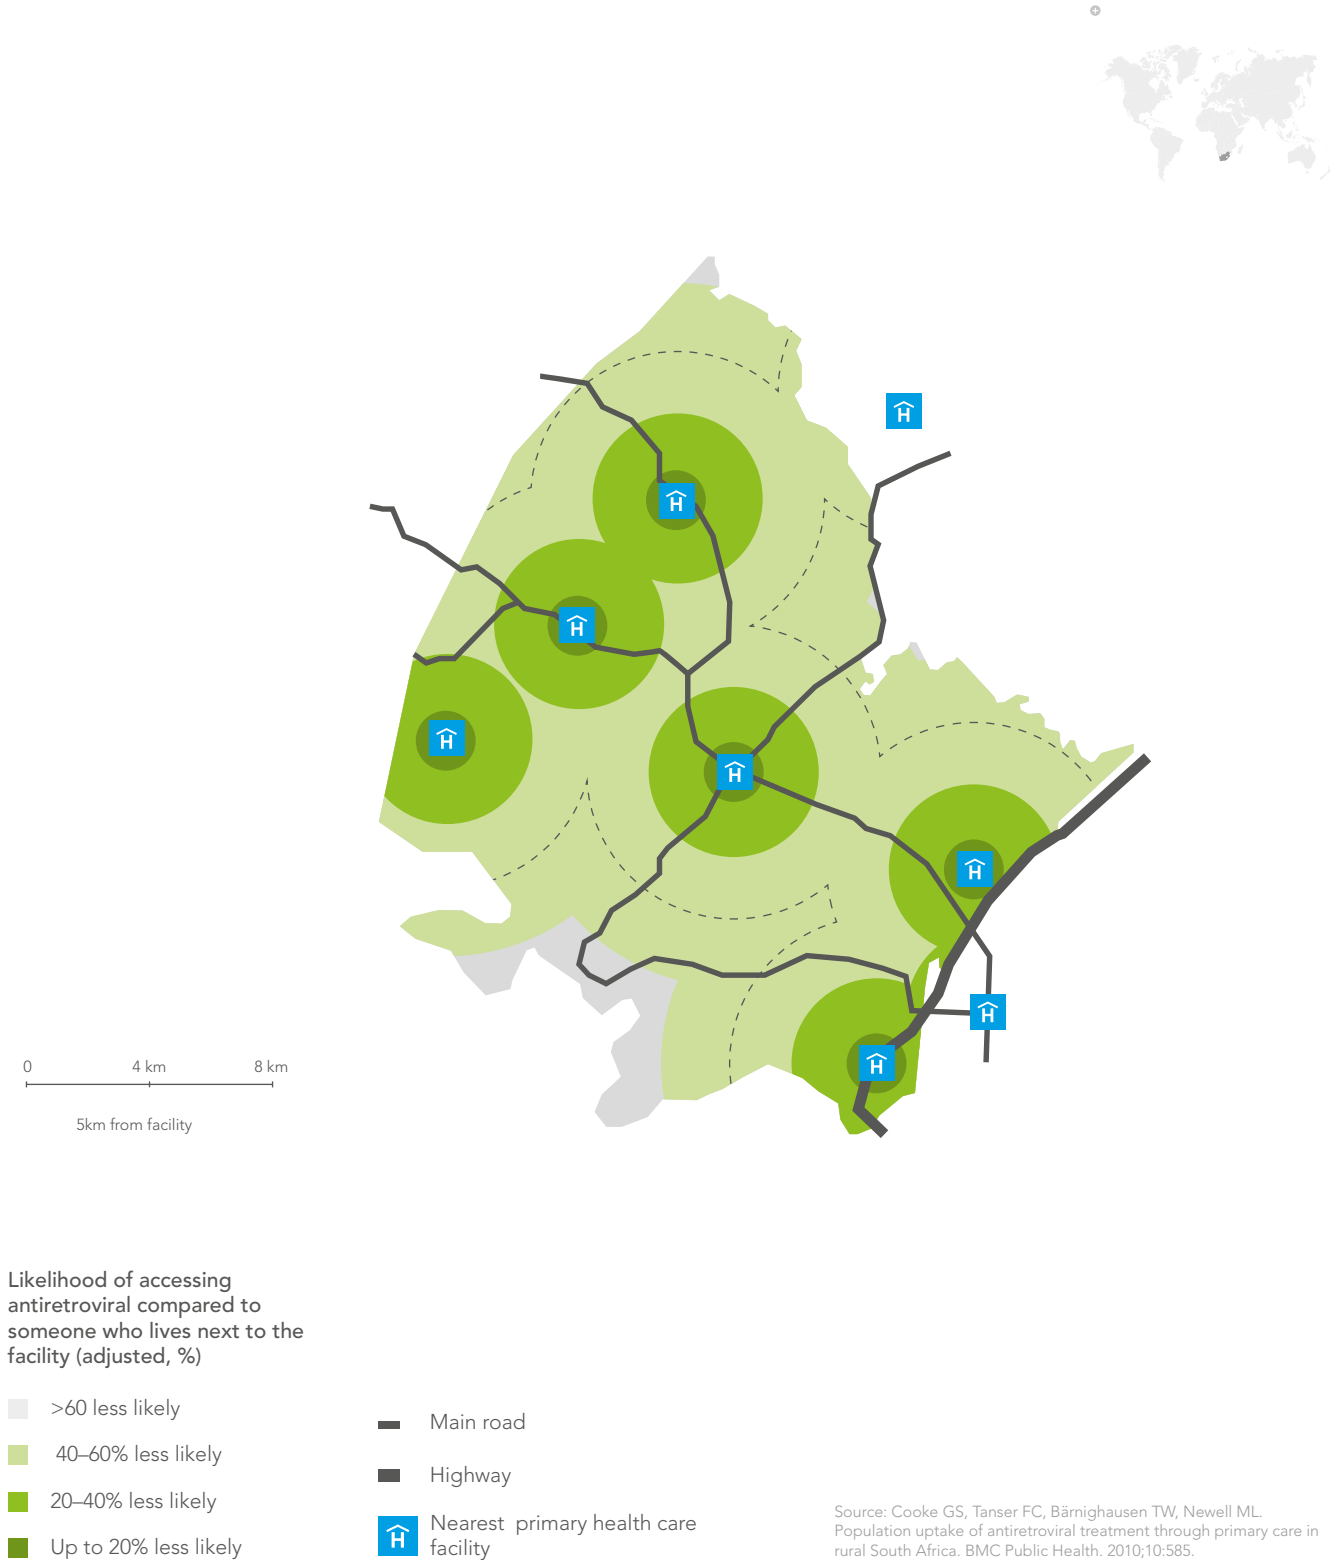 0 4 km 8 km
5km from facility
Likelihood of accessing
antiretroviral compared to
someone who lives next to the
facility (adjusted, %)
>60 less likely
40–60% less likely
20–40% less likely
Up to 20% less likely
Main road
Highway
Nearest primary health care
facility
H
H
H
H
H
H
H
H
H
Source: Cooke GS, Tanser FC, Bärnighausen TW, Newell ML.
Population uptake of antiretroviral treatment through primary care in
rural South Africa. BMC Public Health. 2010;10:585.